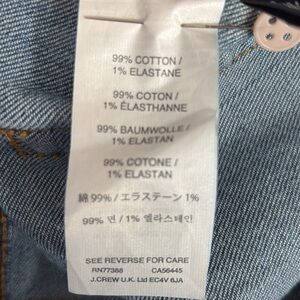 99% COTTON /
1% ELASTANE
99% COTON /
1% ÉLASTHANNE
99% BAUMWOLLE /
1% ELASTAN
99% COTONE /
1% ELASTAN
綿 99% / エラステーン 1%
99% 면 / 1% 엘라스테인
SEE REVERSE FOR CARE
RN77388 CA56445
J.CREW U.K. Ltd EC4V 6JA